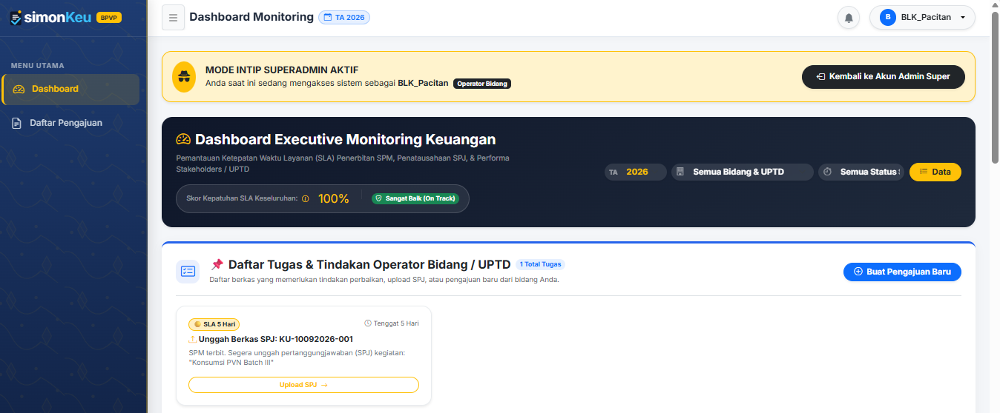 simonKeu BPVP
MENU UTAMA
Dashboard
Daftar Pengajuan
Dashboard Monitoring TA 2026
B BLK_Pacitan
MODE INTIP SUPERADMIN AKTIF
Anda saat ini sedang mengakses sistem sebagai BLK_Pacitan Operator Bidang
Kembali ke Akun Admin Super
Dashboard Executive Monitoring Keuangan
Pemantauan Ketepatan Waktu Layanan (SLA) Penerbitan SPM, Penatausahaan SPJ, & Performa
Stakeholders / UPTD
Skor Kepatuhan SLA Keseluruhan: 100% Sangat Baik (On Track)
TA 2026 Semua Bidang & UPTD Semua Status Data
Daftar Tugas & Tindakan Operator Bidang / UPTD 1 Total Tugas
Daftar berkas yang memerlukan tindakan perbaikan, upload SPJ, atau pengajuan baru dari bidang Anda.
Buat Pengajuan Baru
SLA 5 Hari Tenggat 5 Hari
Unggah Berkas SPJ: KU-10092026-001
SPM terbit. Segera unggah pertanggungjawaban (SPJ) kegiatan:
"Konsumsi PVN Batch III"
Upload SPJ →